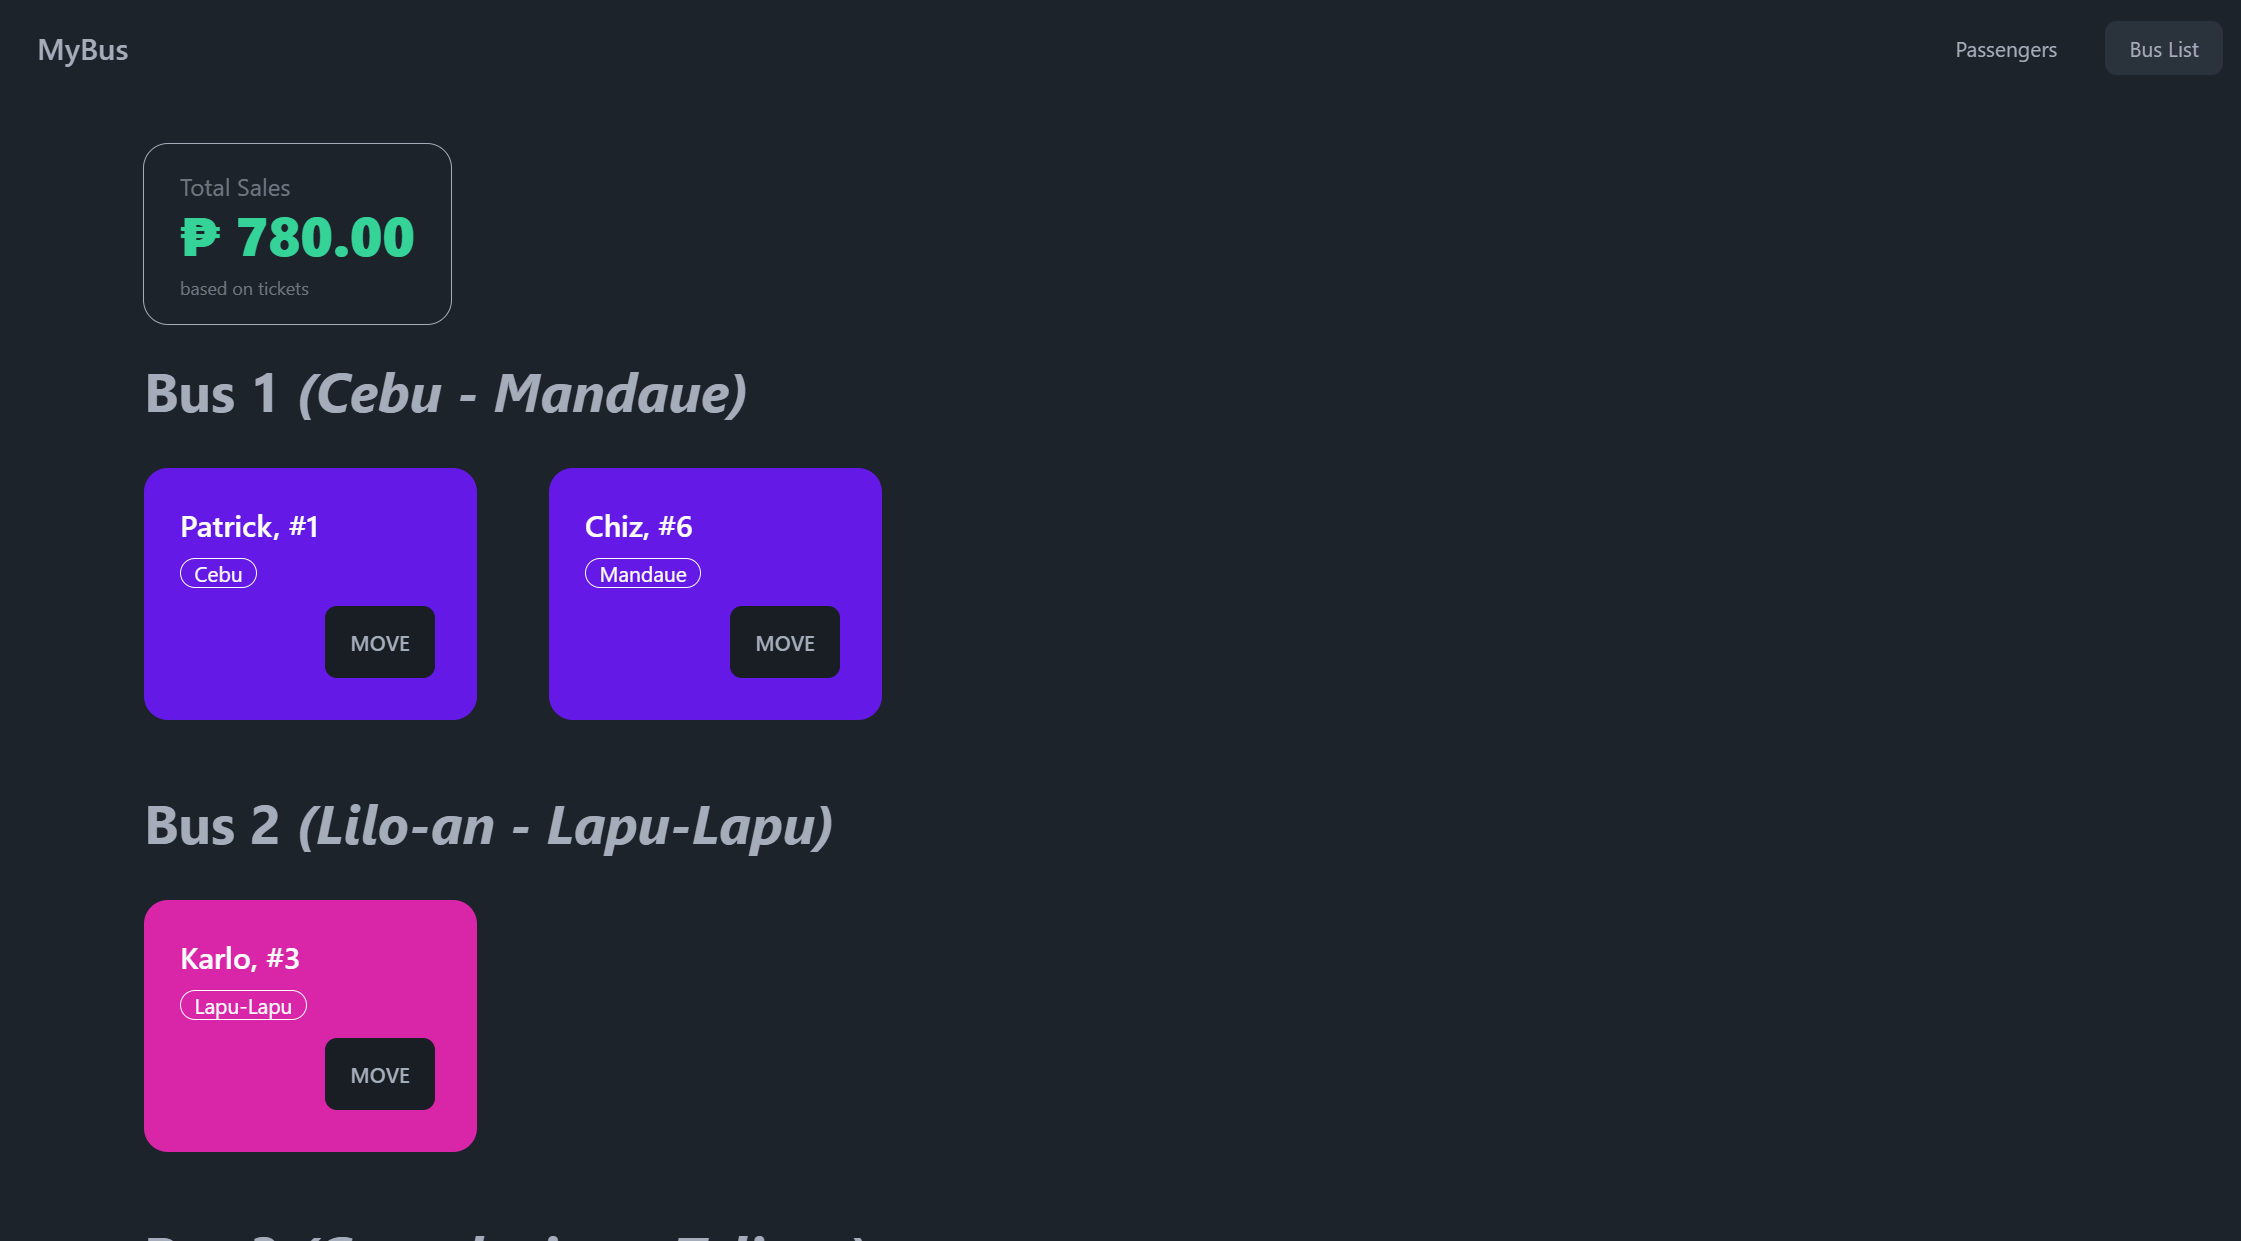 MyBus
Passengers
Bus List
Total Sales
₱ 780.00
based on tickets
Bus 1 (Cebu - Mandaue)
Patrick, #1
Cebu
MOVE
Chiz, #6
Mandaue
MOVE
Bus 2 (Lilo-an - Lapu-Lapu)
Karlo, #3
Lapu-Lapu
MOVE